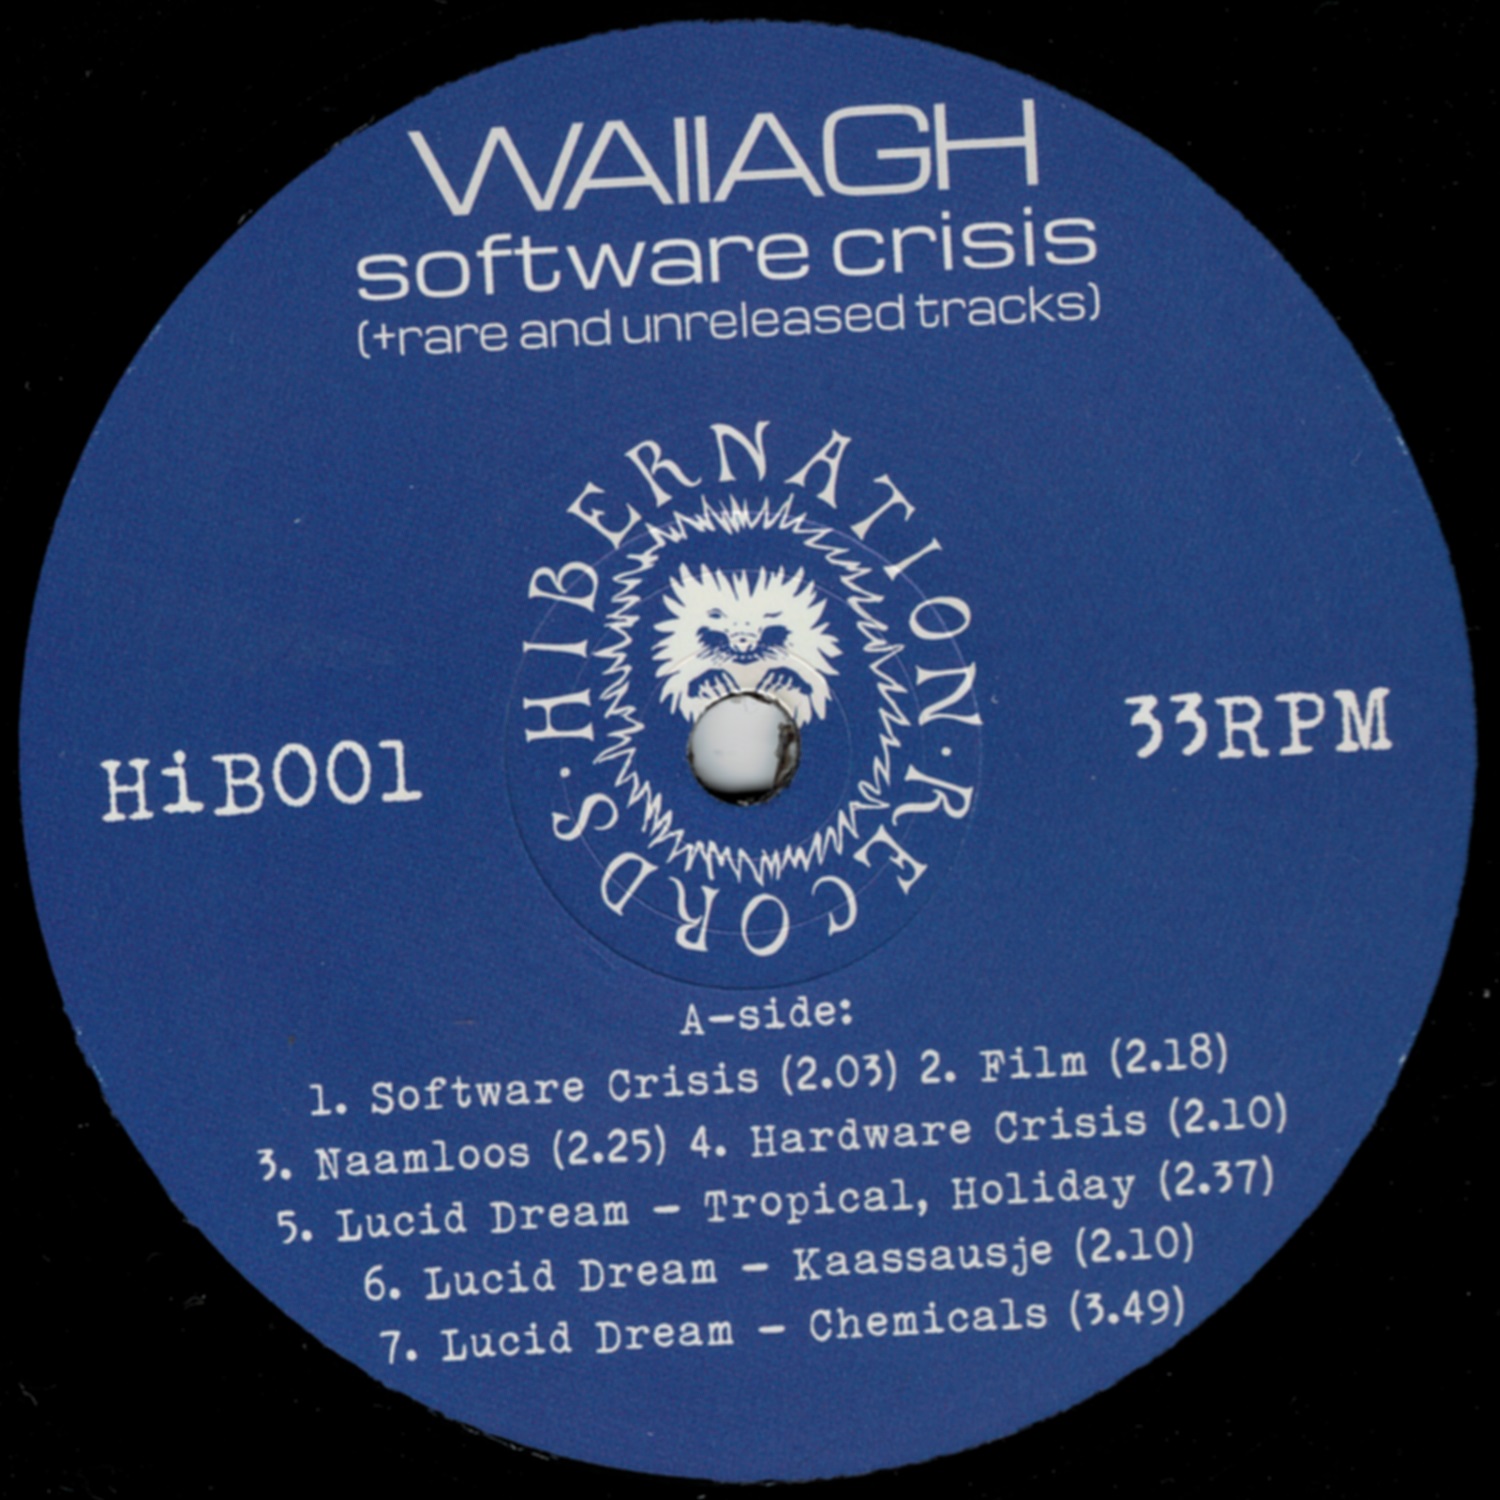 WAIIAGH
software crisis
(+rare and unreleased tracks)
HIBERNATION·RECORDS·
HiB001
33RPM
A-side:
1. Software Crisis (2.03) 2. Film (2.18)
3. Naamloos (2.25) 4. Hardware Crisis (2.10)
5. Lucid Dream – Tropical, Holiday (2.37)
6. Lucid Dream – Kaassausje (2.10)
7. Lucid Dream – Chemicals (3.49)